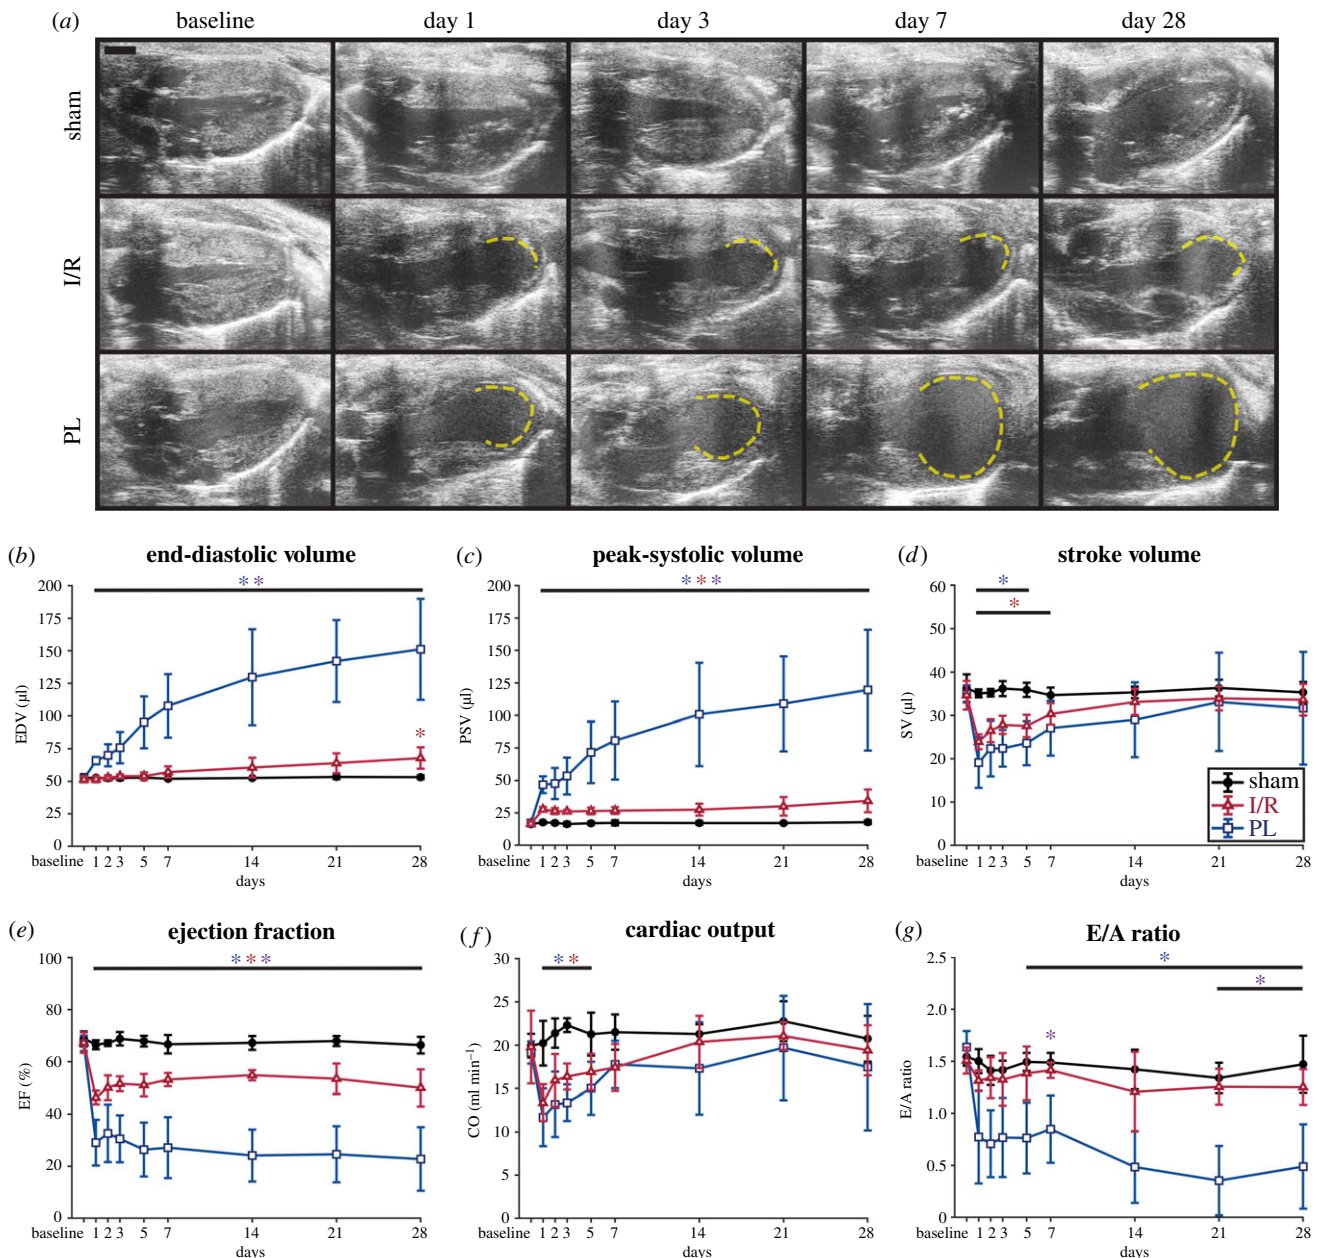 (a) baseline day 1 day 3 day 7 day 28
sham
I/R
PL
(b) end-diastolic volume
**
200
175
150
125
100
75
50
25
0
EDV (µl)
*
baseline 1 2 3 5 7 14 21 28
days
(c) peak-systolic volume
***
200
175
150
125
100
75
50
25
0
PSV (µl)
baseline 1 2 3 5 7 14 21 28
days
(d) stroke volume
*
*
60
50
40
30
20
10
0
SV (µl)
sham
I/R
PL
baseline 1 2 3 5 7 14 21 28
days
(e) ejection fraction
***
100
80
60
40
20
0
EF (%)
baseline 1 2 3 5 7 14 21 28
days
(f) cardiac output
**
30
25
20
15
10
5
0
CO (ml min⁻¹)
baseline 1 2 3 5 7 14 21 28
days
(g) E/A ratio
*
*
*
2.5
2.0
1.5
1.0
0.5
0
E/A ratio
baseline 1 2 3 5 7 14 21 28
days